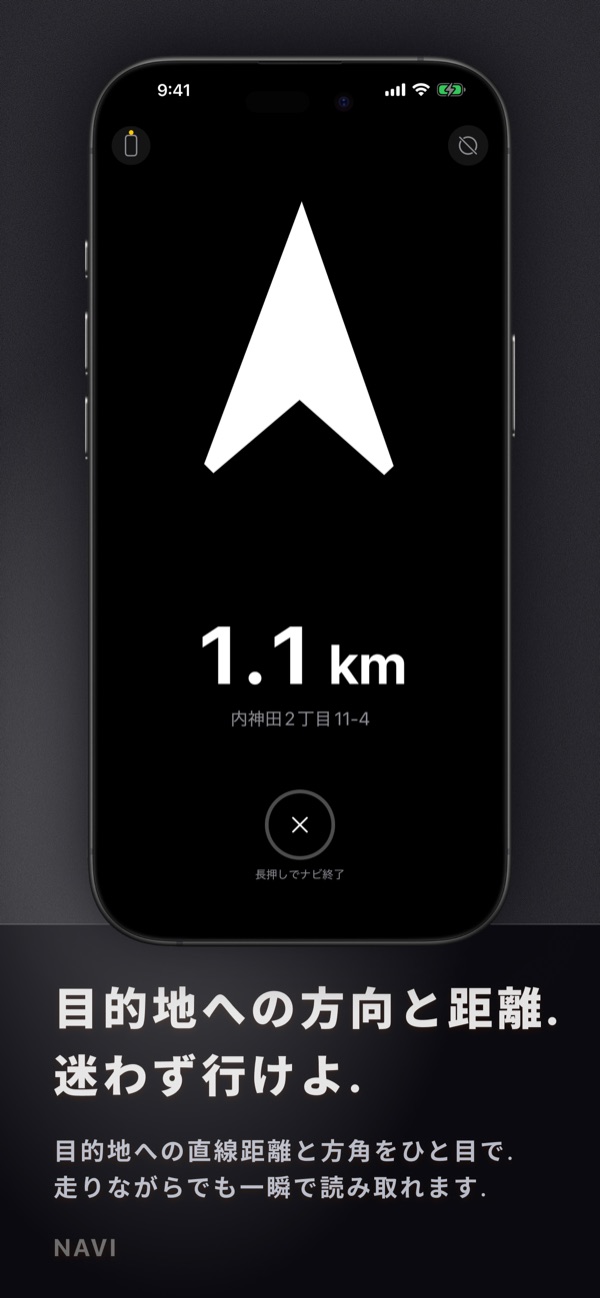 9:41
1.1 km
内神田2丁目11-4
長押しでナビ終了
目的地への方向と距離.
迷わず行けよ.
目的地への直線距離と方角をひと目で.
走りながらでも一瞬で読み取れます.
NAVI